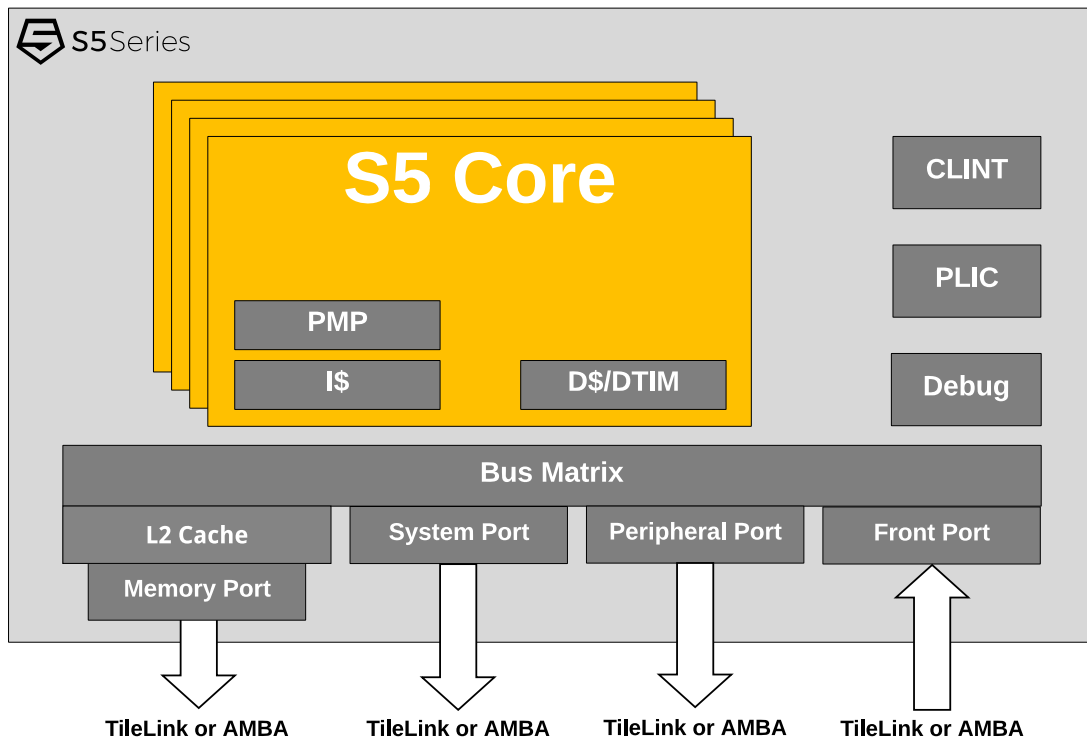 S5Series
S5 Core
CLINT
PLIC
PMP
I$
D$/DTIM
Debug
Bus Matrix
L2 Cache
System Port
Peripheral Port
Front Port
Memory Port
TileLink or AMBA
TileLink or AMBA
TileLink or AMBA
TileLink or AMBA